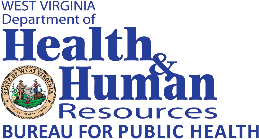 WEST VIRGINIA
Department of
Health
&
Human
Resources
BUREAU FOR PUBLIC HEALTH